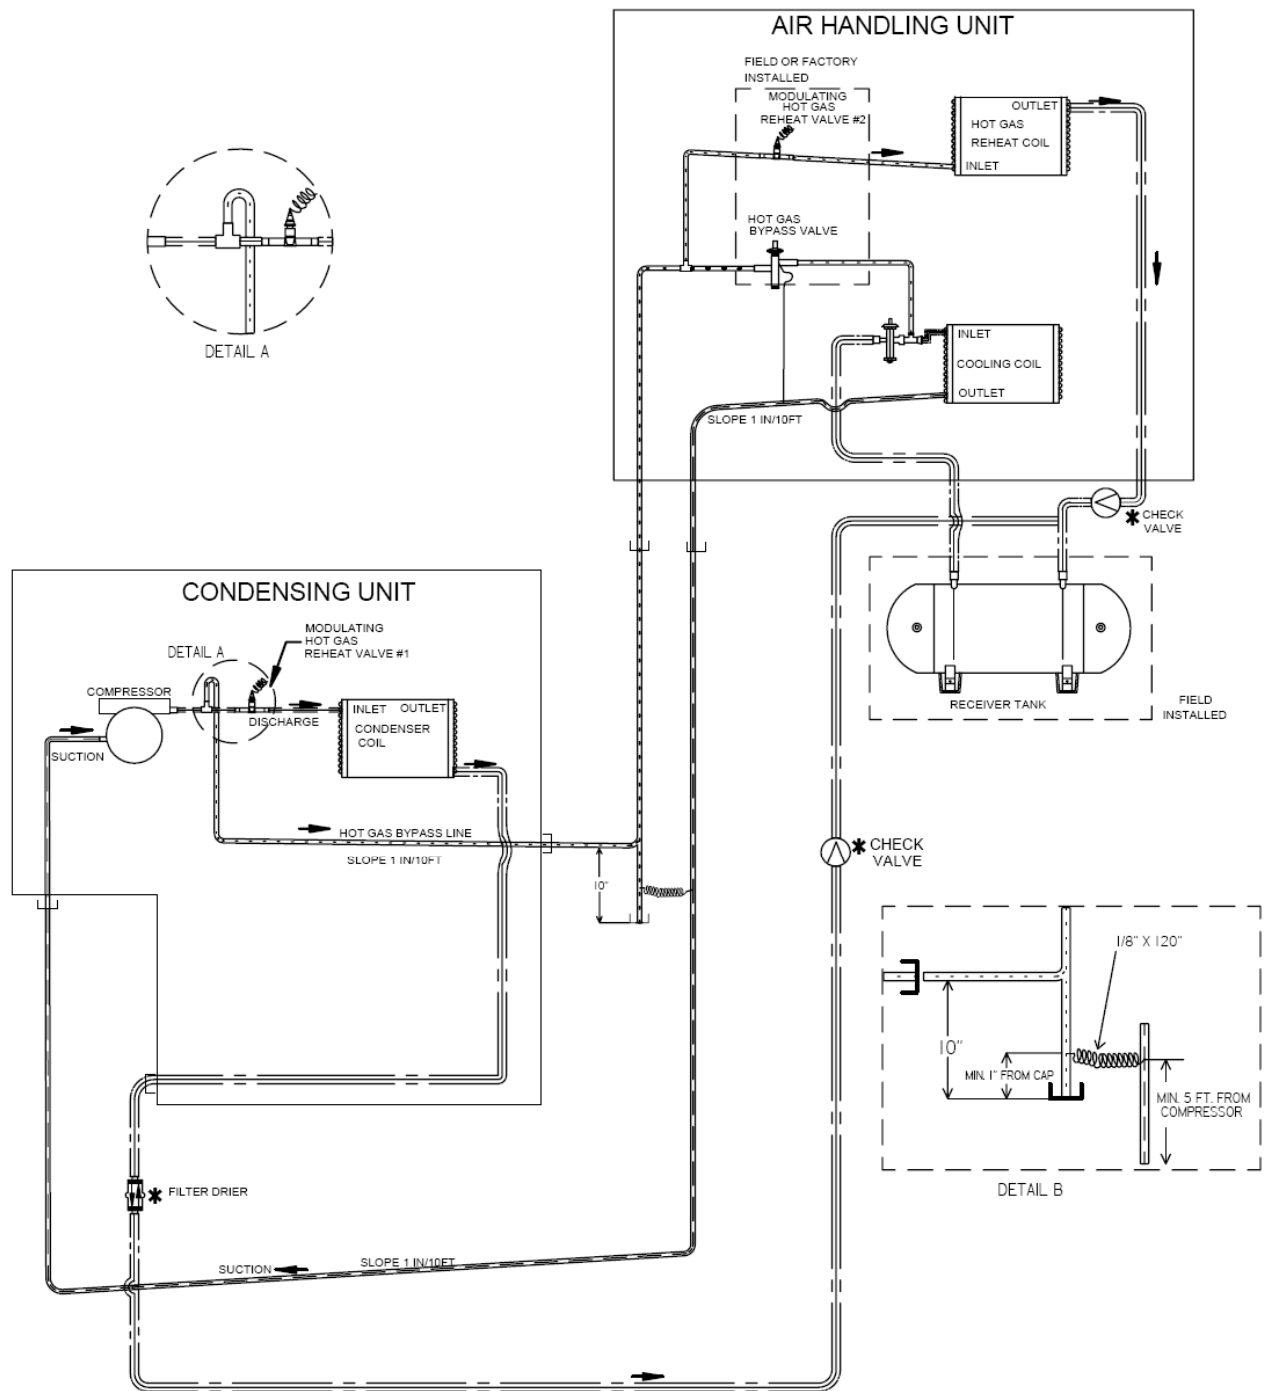 AIR HANDLING UNIT
FIELD OR FACTORY
INSTALLED
MODULATING
HOT GAS
REHEAT VALVE #2
OUTLET
HOT GAS
REHEAT COIL
INLET
HOT GAS
BYPASS VALVE
INLET
COOLING COIL
OUTLET
SLOPE 1 IN/10FT
DETAIL A
✱ CHECK
VALVE
CONDENSING UNIT
MODULATING
HOT GAS
REHEAT VALVE #1
DETAIL A
COMPRESSOR
DISCHARGE
INLET OUTLET
CONDENSER
COIL
SUCTION
RECEIVER TANK
FIELD
INSTALLED
HOT GAS BYPASS LINE
SLOPE 1 IN/10FT
10"
✱ CHECK
VALVE
1/8" X 120"
10"
MIN. 1" FROM CAP
MIN. 5 FT. FROM
COMPRESSOR
DETAIL B
✱ FILTER DRIER
SUCTION
SLOPE 1 IN/10FT